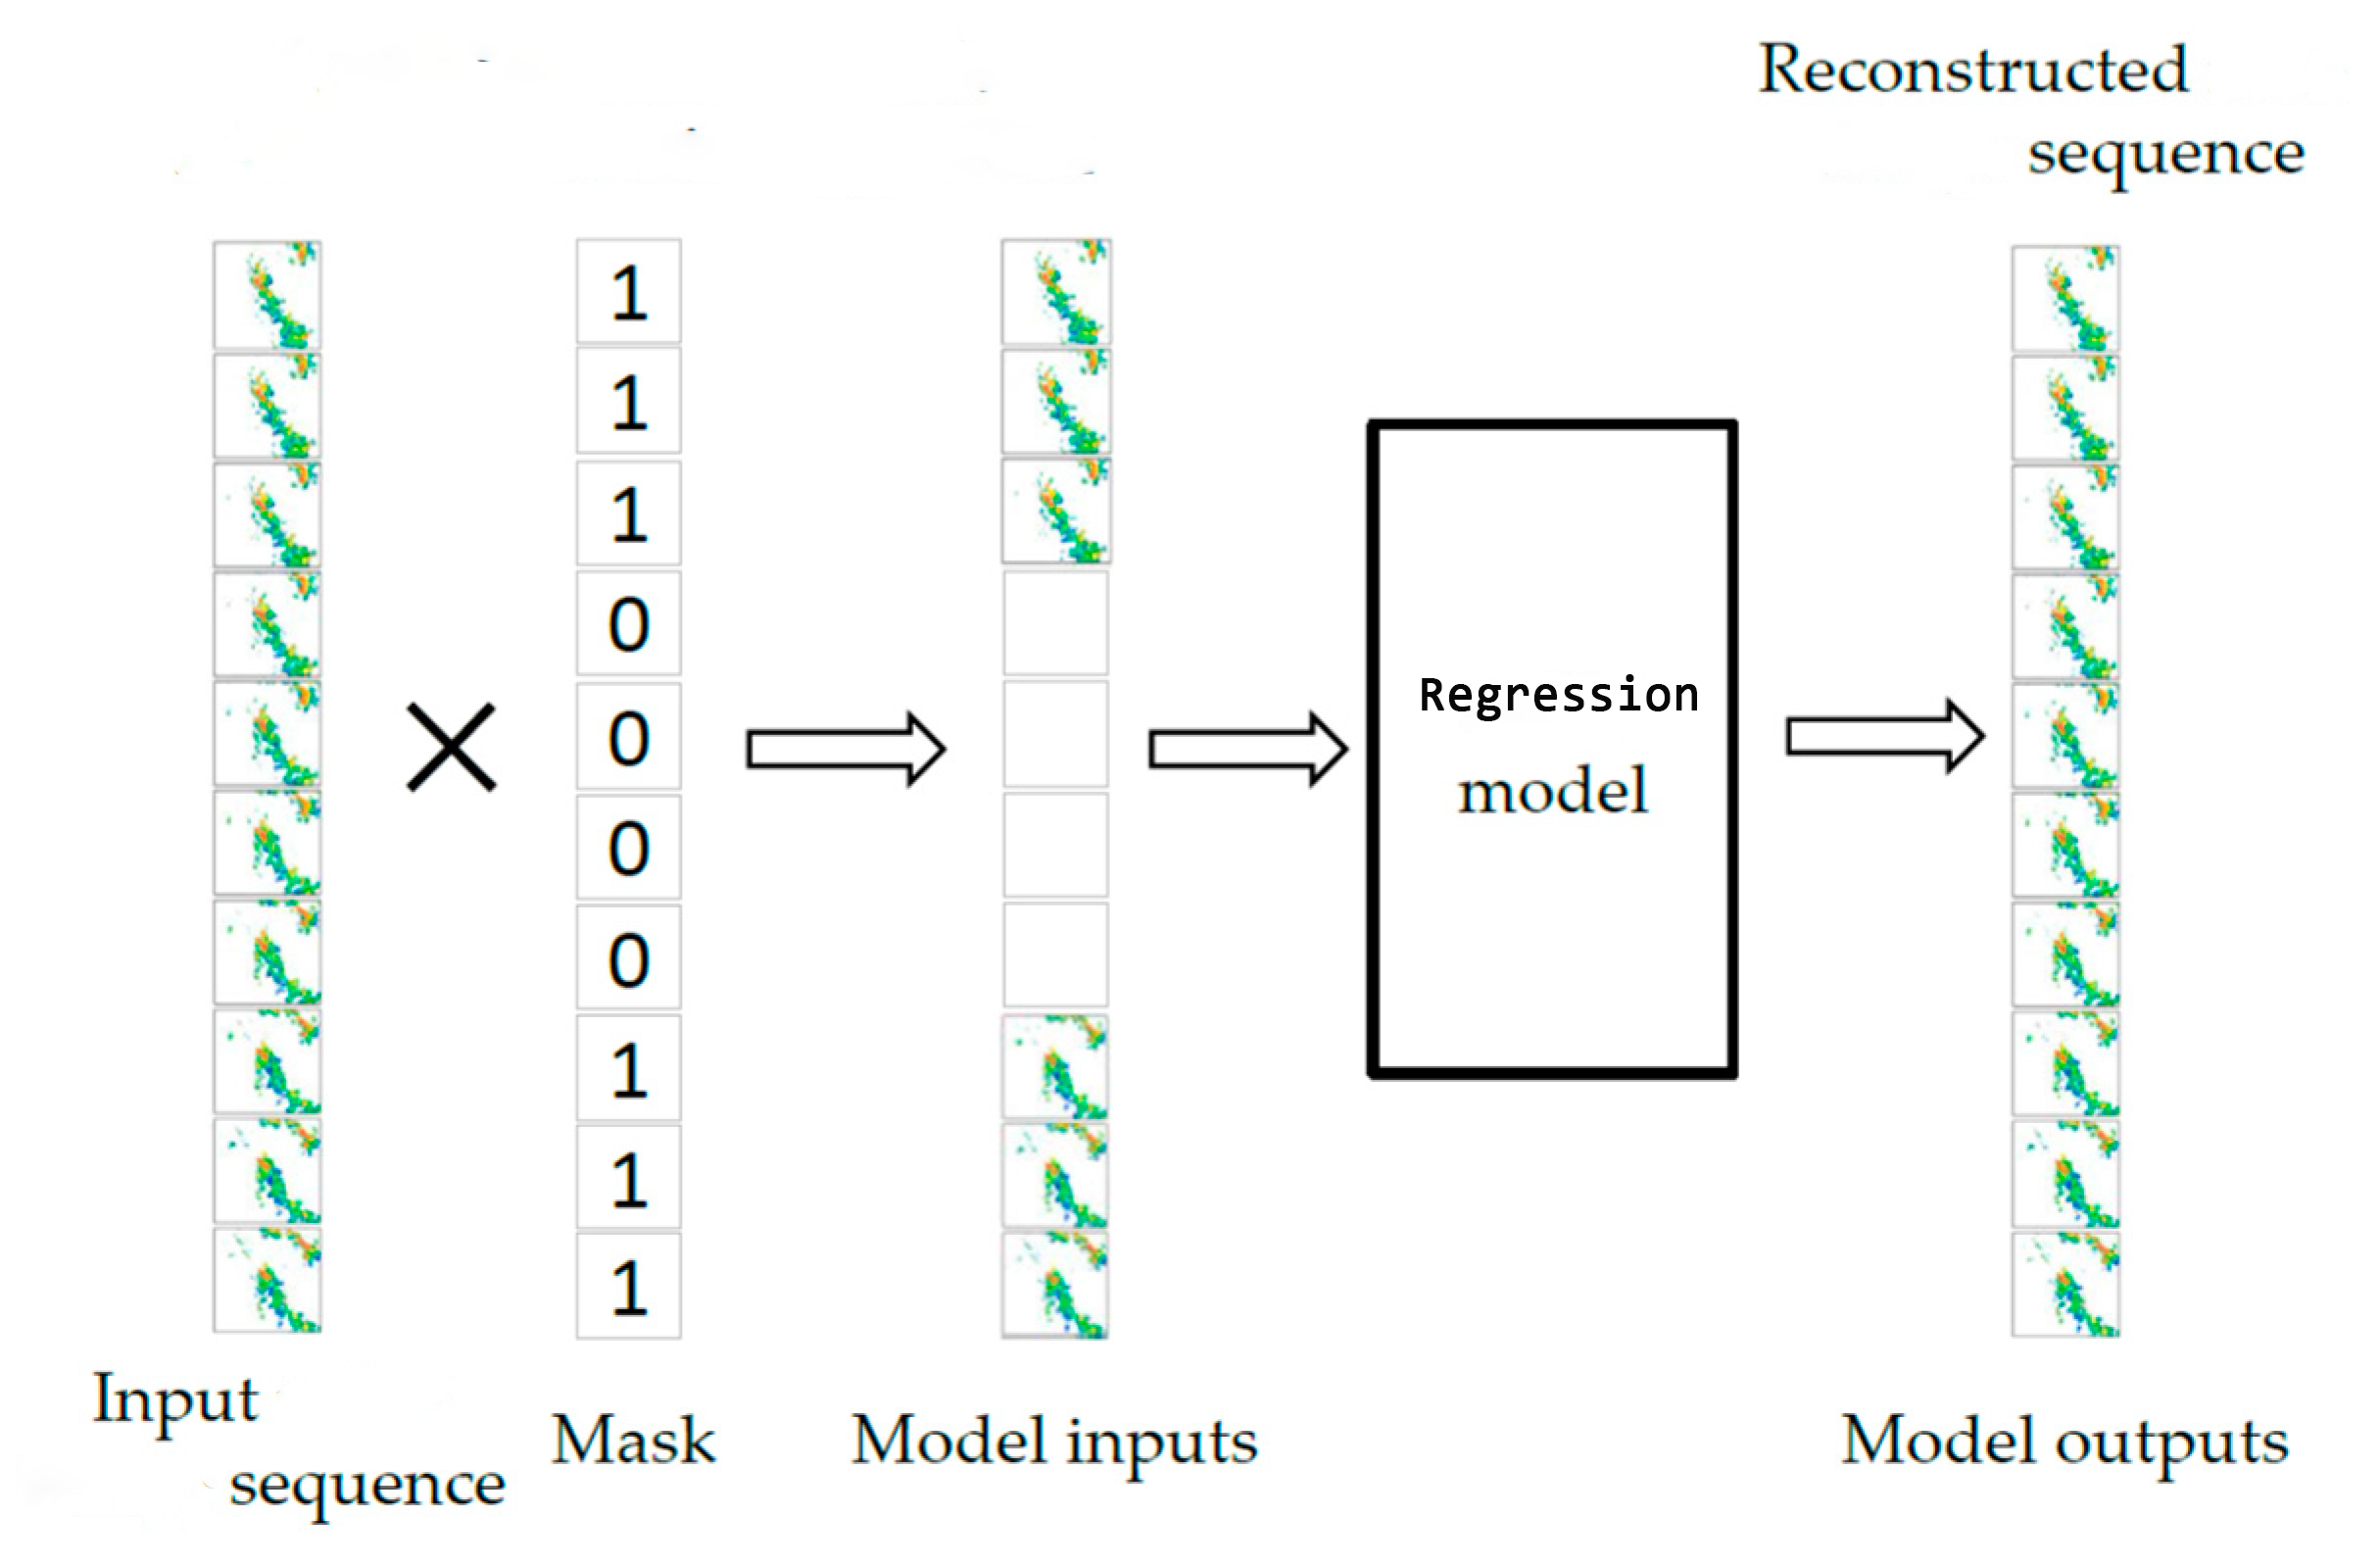 Reconstructed
sequence
1
1
1
0
0
0
0
1
1
1
Regression
model
Input
sequence
Mask
Model inputs
Model outputs